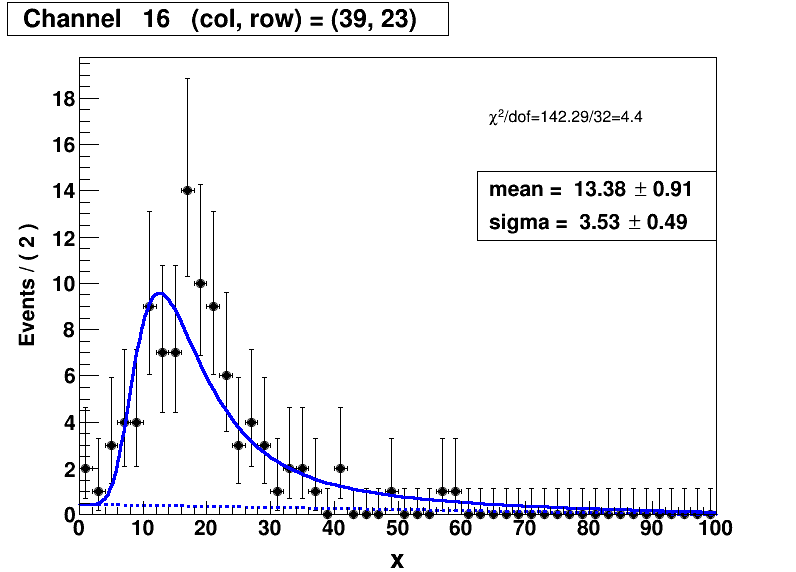 Channel 16 (col, row) = (39, 23)
χ²/dof=142.29/32=4.4
mean = 13.38 ± 0.91
sigma = 3.53 ± 0.49
Events / ( 2 )
18
16
14
12
10
8
6
4
2
0
0 10 20 30 40 50 60 70 80 90 100
x